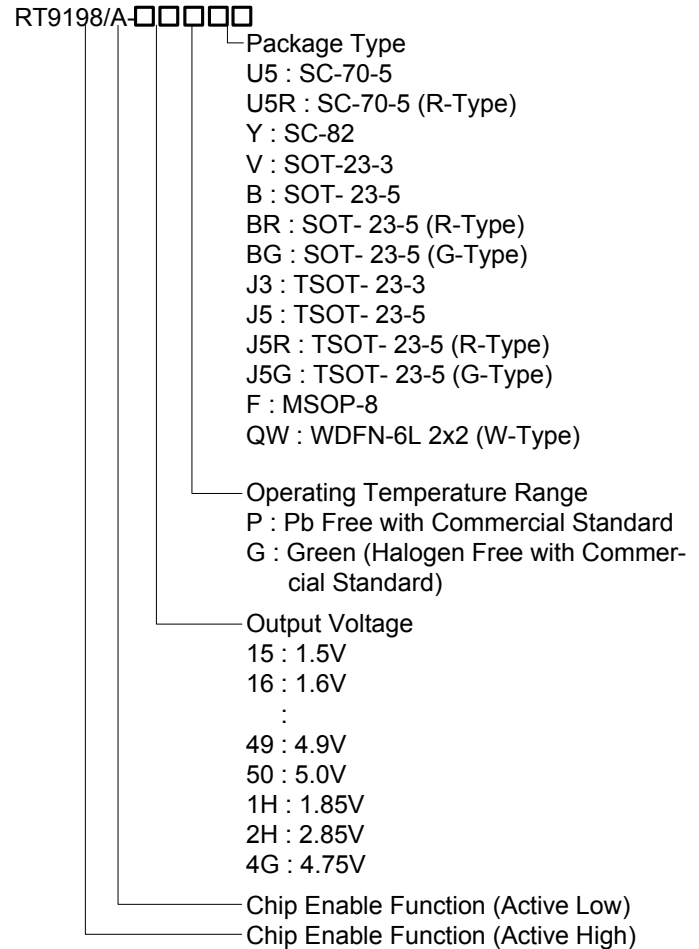 RT9198/A-
Package Type
U5 : SC-70-5
U5R : SC-70-5 (R-Type)
Y : SC-82
V : SOT-23-3
B : SOT- 23-5
BR : SOT- 23-5 (R-Type)
BG : SOT- 23-5 (G-Type)
J3 : TSOT- 23-3
J5 : TSOT- 23-5
J5R : TSOT- 23-5 (R-Type)
J5G : TSOT- 23-5 (G-Type)
F : MSOP-8
QW : WDFN-6L 2x2 (W-Type)
Operating Temperature Range
P : Pb Free with Commercial Standard
G : Green (Halogen Free with Commer-
cial Standard)
Output Voltage
15 : 1.5V
16 : 1.6V
:
49 : 4.9V
50 : 5.0V
1H : 1.85V
2H : 2.85V
4G : 4.75V
Chip Enable Function (Active Low)
Chip Enable Function (Active High)